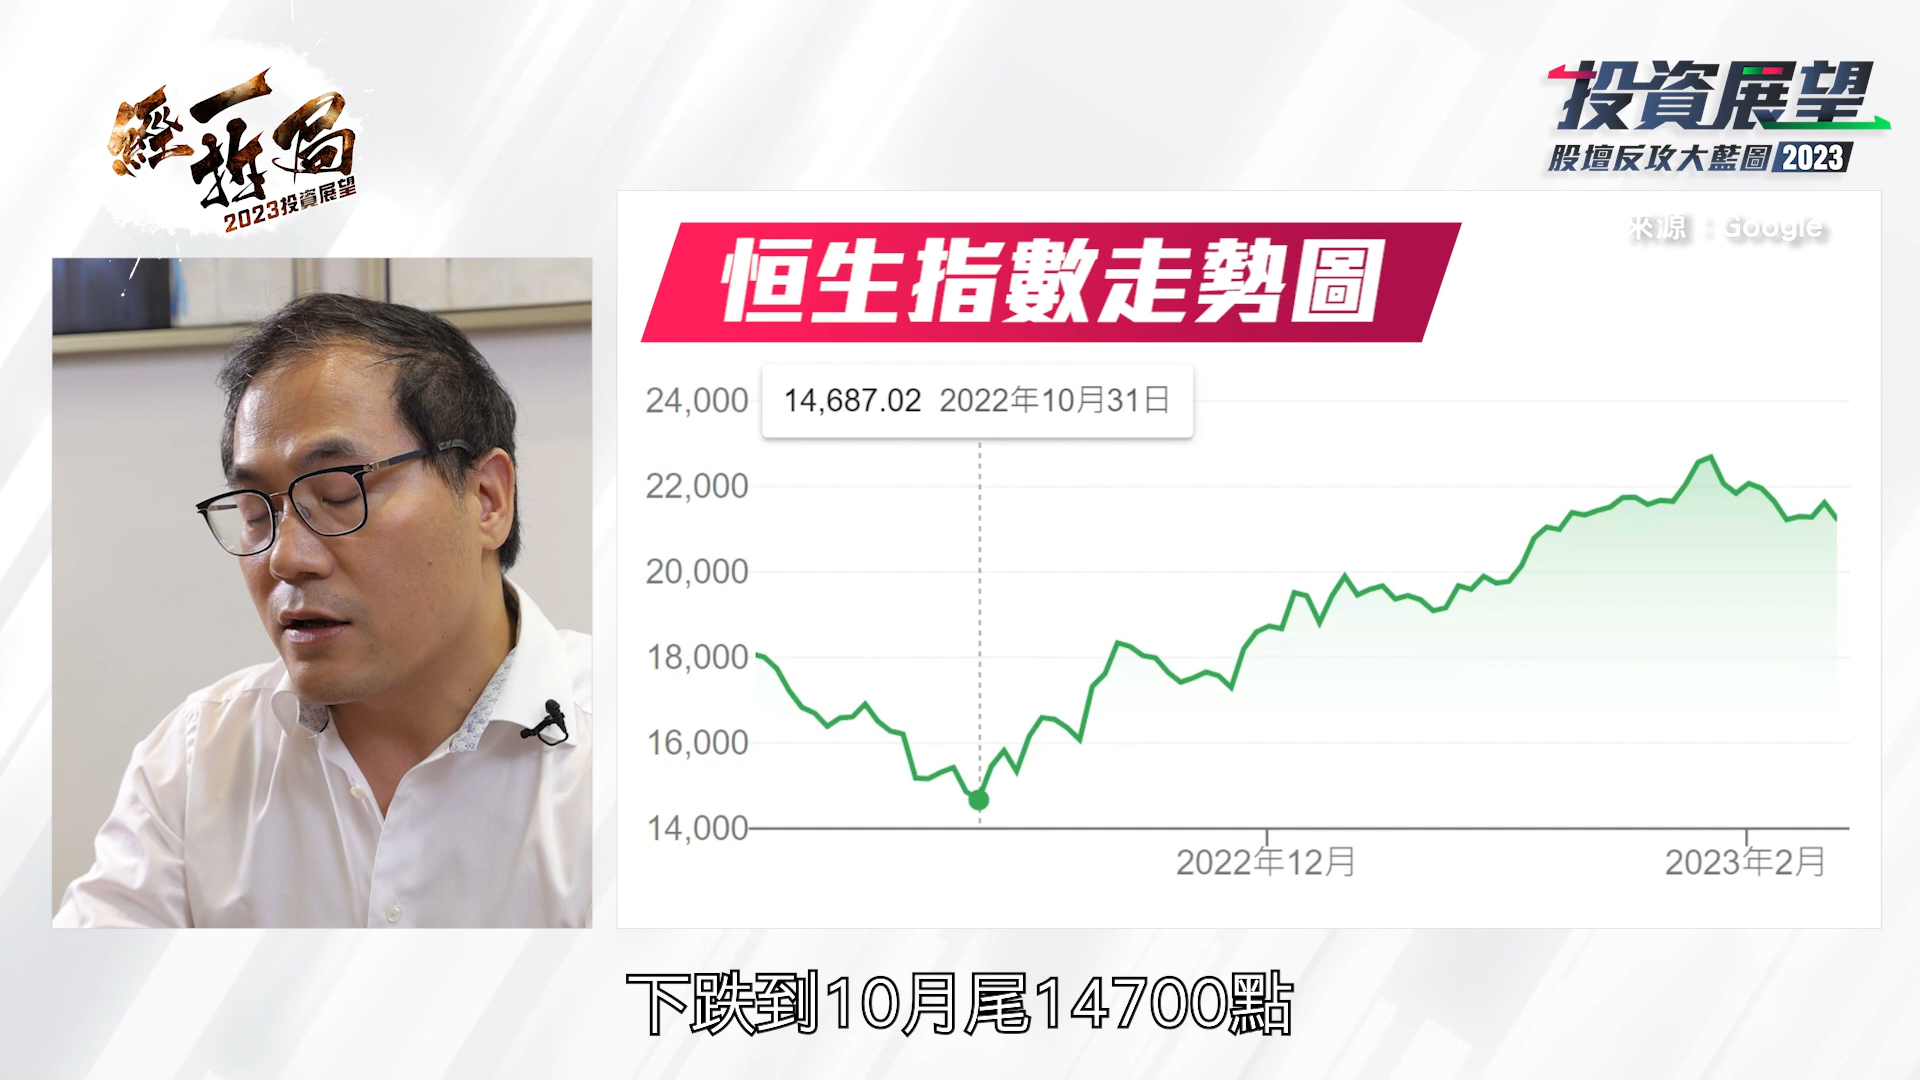 經一
哲局
2023投資展望
投資展望
股壇反攻大藍圖2023
來源 ：Google
恒生指數走勢圖
14,687.02 2022年10月31日
24,000
22,000
20,000
18,000
16,000
14,000
2022年12月
2023年2月
下跌到10月尾14700點